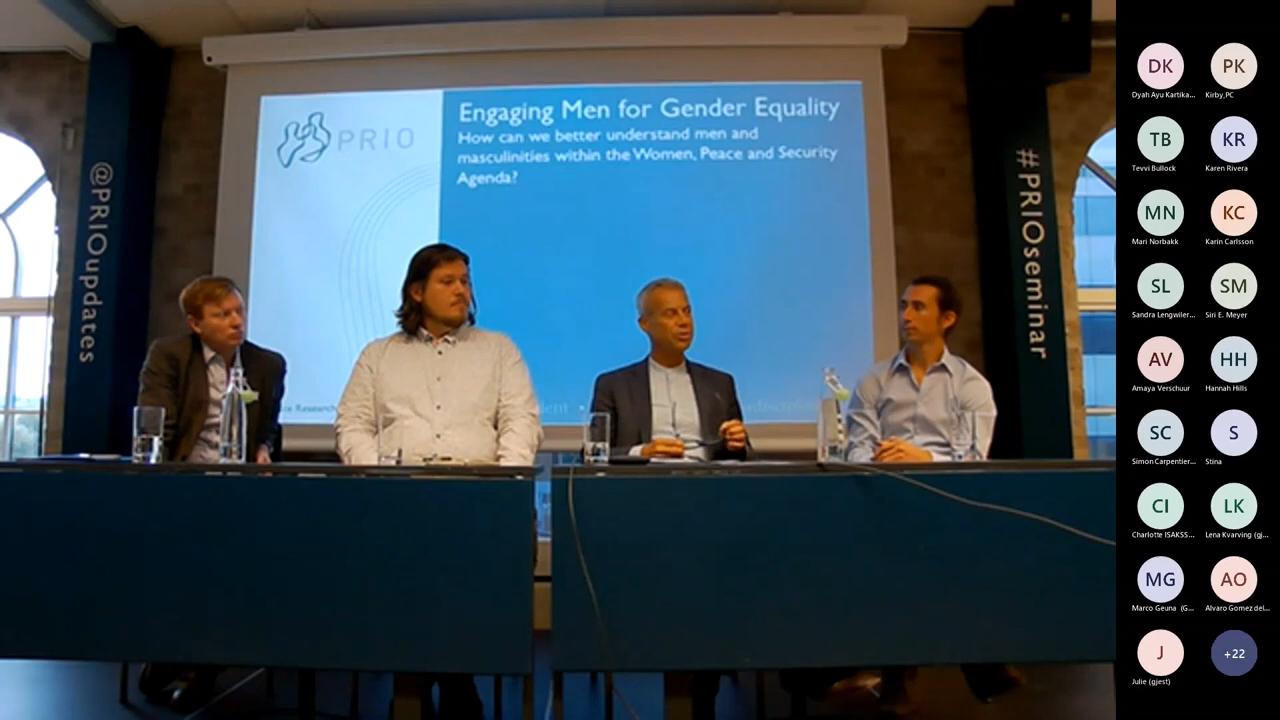 @PRIOupdates
PRIO
Engaging Men for Gender Equality
How can we better understand men and
masculinities within the Women, Peace and Security
Agenda?
#PRIOseminar
DK
Dyah Ayu Kartika...
PK
Kirby,PC
TB
Tevvi Bullock
KR
Karen Rivera
MN
Mari Norbakk
KC
Karin Carlsson
SL
Sandra Lengwiler...
SM
Siri E. Meyer
AV
Amaya Verschuur
HH
Hannah Hills
SC
Simon Carpentier...
S
Stina
CI
Charlotte ISAKSS...
LK
Lena Kvarving (gj...
MG
Marco Geuna (G...
AO
Alvaro Gomez del...
J
Julie (gjest)
+22